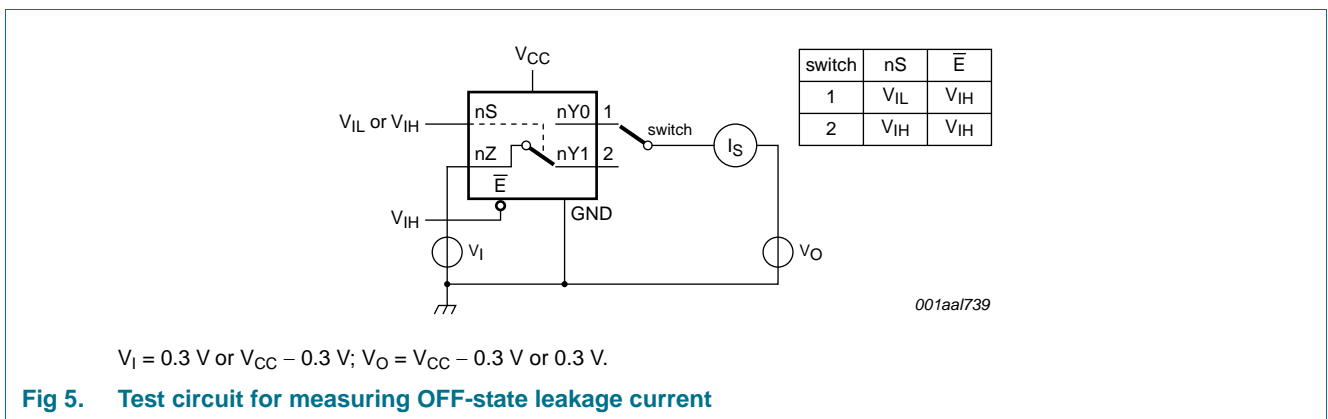 VCC
switch nS E
1 VIL VIH
2 VIH VIH
VIL or VIH
nS nY0 1
switch
IS
nZ nY1 2
E
VIH
GND
VI
VO
001aal739
VI = 0.3 V or VCC − 0.3 V; VO = VCC − 0.3 V or 0.3 V.
Fig 5. Test circuit for measuring OFF-state leakage current